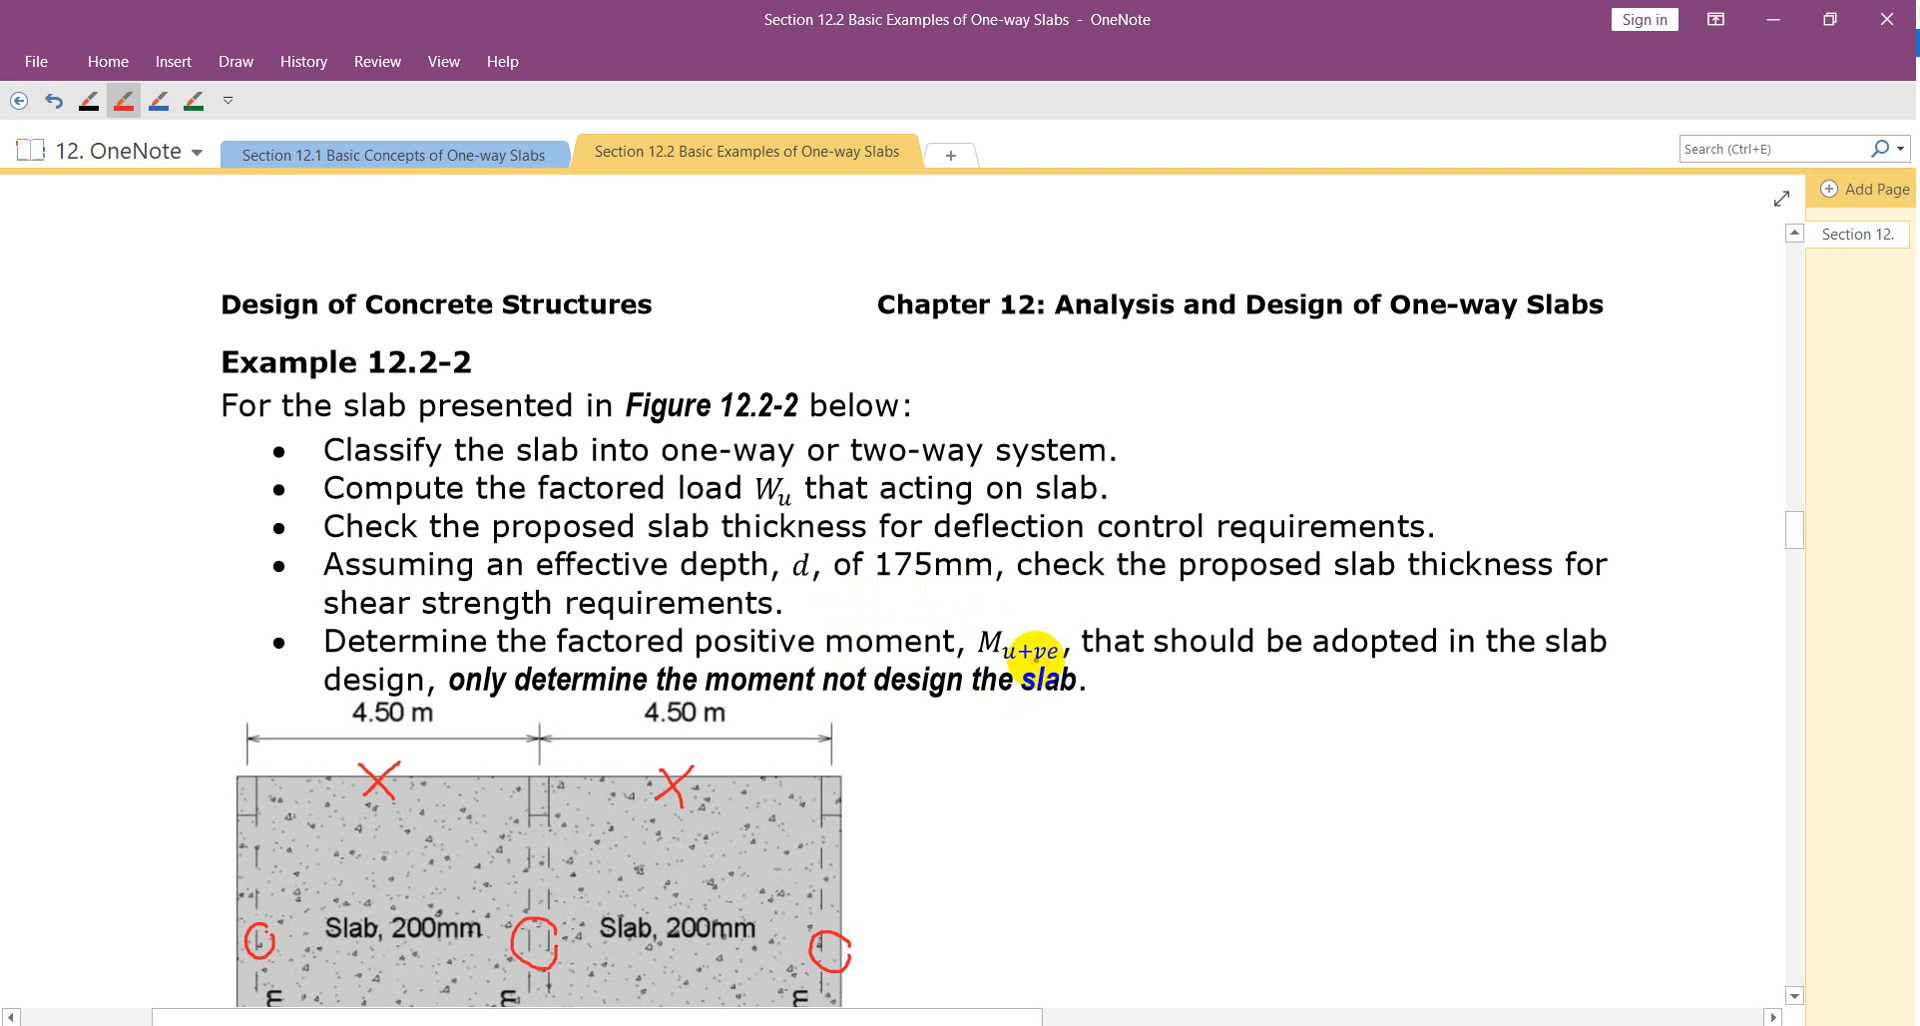 Section 12.2 Basic Examples of One-way Slabs - OneNote
Sign in
File Home Insert Draw History Review View Help
12. OneNote
Section 12.1 Basic Concepts of One-way Slabs
Section 12.2 Basic Examples of One-way Slabs
Search (Ctrl+E)
Add Page
Section 12.
Design of Concrete Structures
Chapter 12: Analysis and Design of One-way Slabs
Example 12.2-2
For the slab presented in Figure 12.2-2 below:
• Classify the slab into one-way or two-way system.
• Compute the factored load Wu that acting on slab.
• Check the proposed slab thickness for deflection control requirements.
• Assuming an effective depth, d, of 175mm, check the proposed slab thickness for
shear strength requirements.
• Determine the factored positive moment, Mu+ve, that should be adopted in the slab
design, only determine the moment not design the slab.
4.50 m 4.50 m
Slab, 200mm Slab, 200mm
m m m